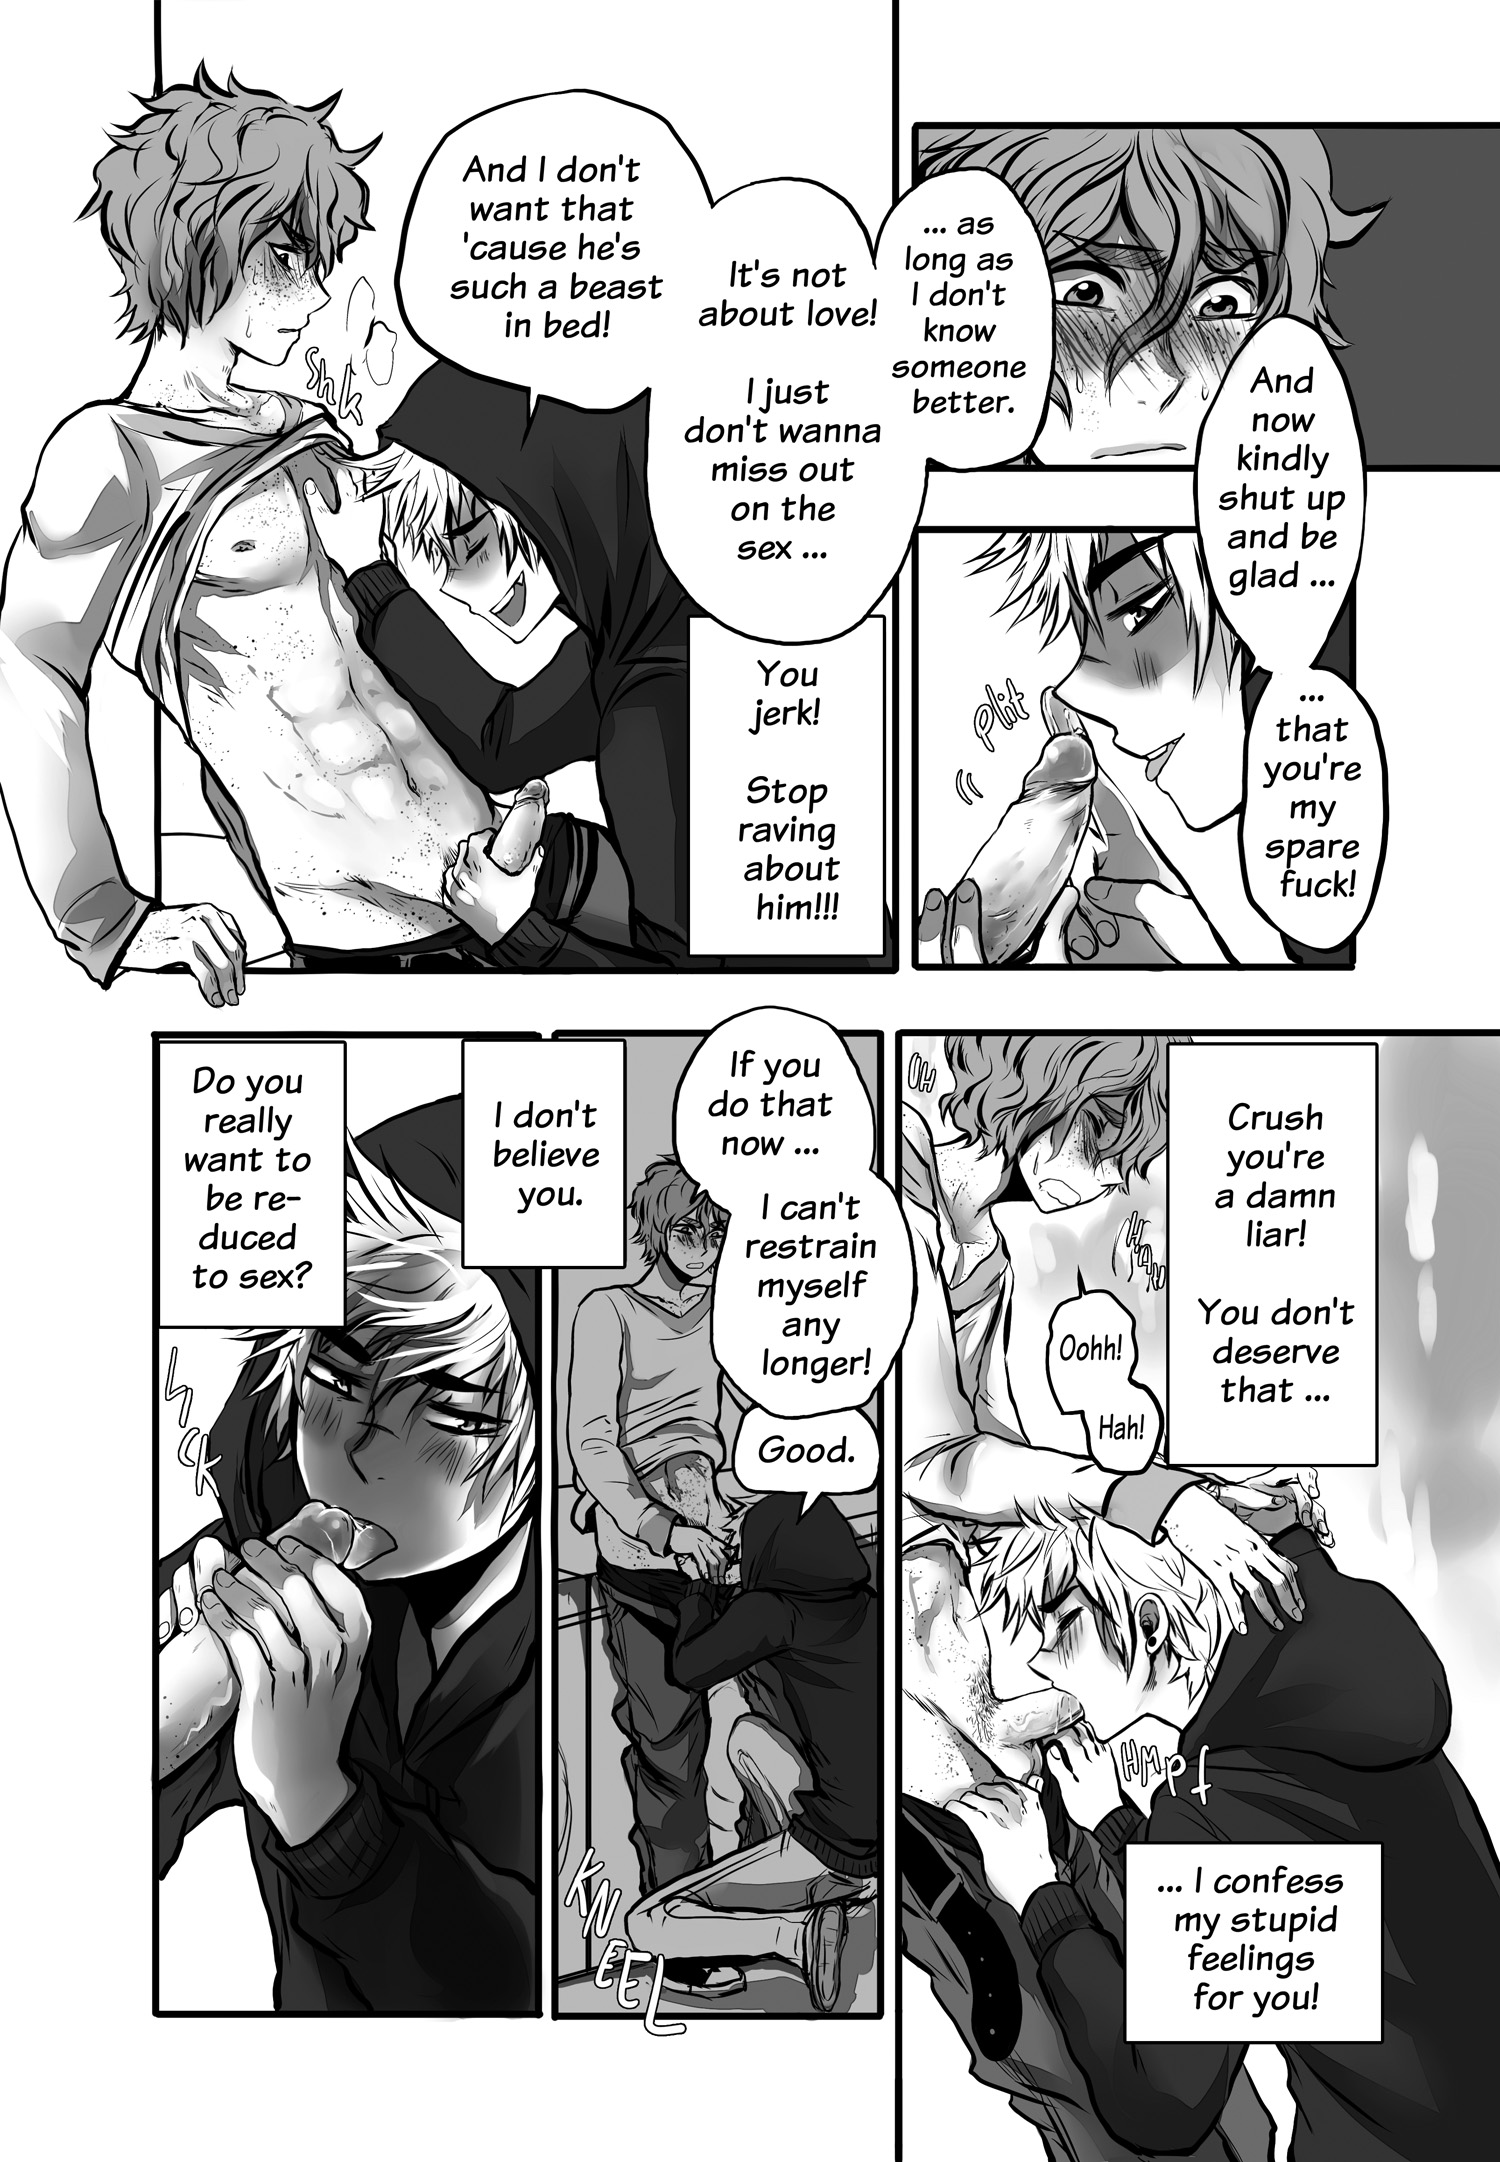 And I don't
want that
'cause he's
such a beast
in bed!
It's not
about love!
I just
don't wanna
miss out
on the
sex ...
... as
long as
I don't
know
someone
better.
shk
You
jerk!
Stop
raving
about
him!!!
And
now
kindly
shut up
and be
glad ...
...
that
you're
my
spare
fuck!
plit
Do you
really
want to
be re-
duced
to sex?
LICK
I don't
believe
you.
If you
do that
now ...
I can't
restrain
myself
any
longer!
Good.
KNEEL
UH
Crush
you're
a damn
liar!
You don't
deserve
that ...
Oohh!
Hah!
HMpf
... I confess
my stupid
feelings
for you!